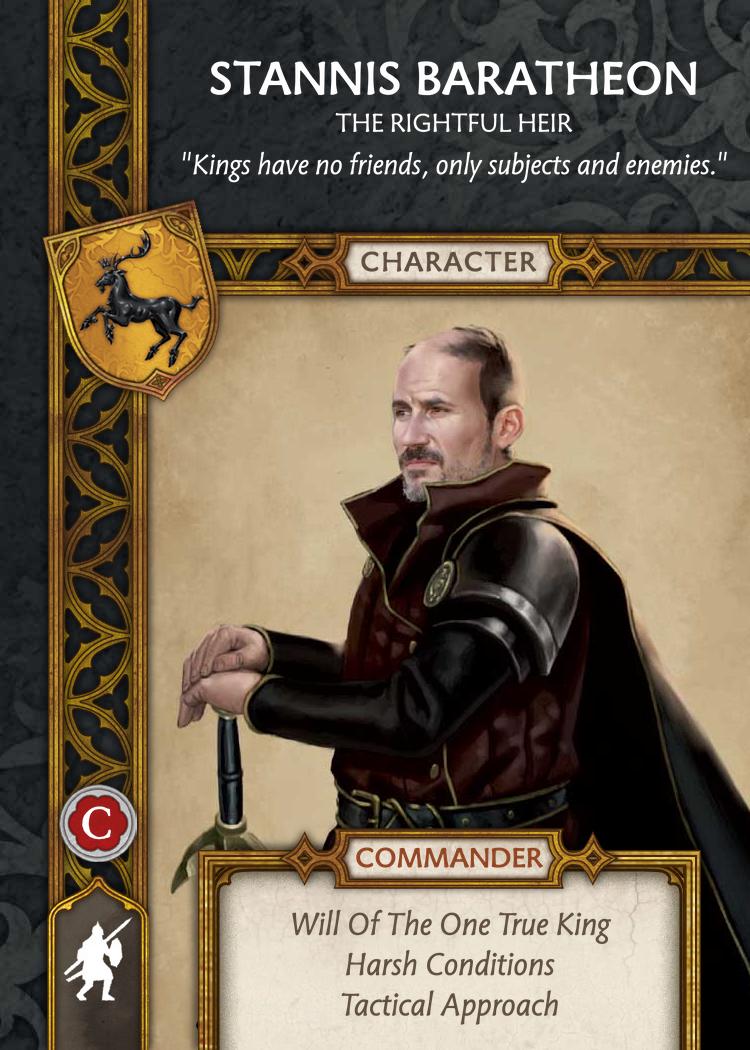 STANNIS BARATHEON
THE RIGHTFUL HEIR
"Kings have no friends, only subjects and enemies."
CHARACTER
C
COMMANDER
Will Of The One True King
Harsh Conditions
Tactical Approach